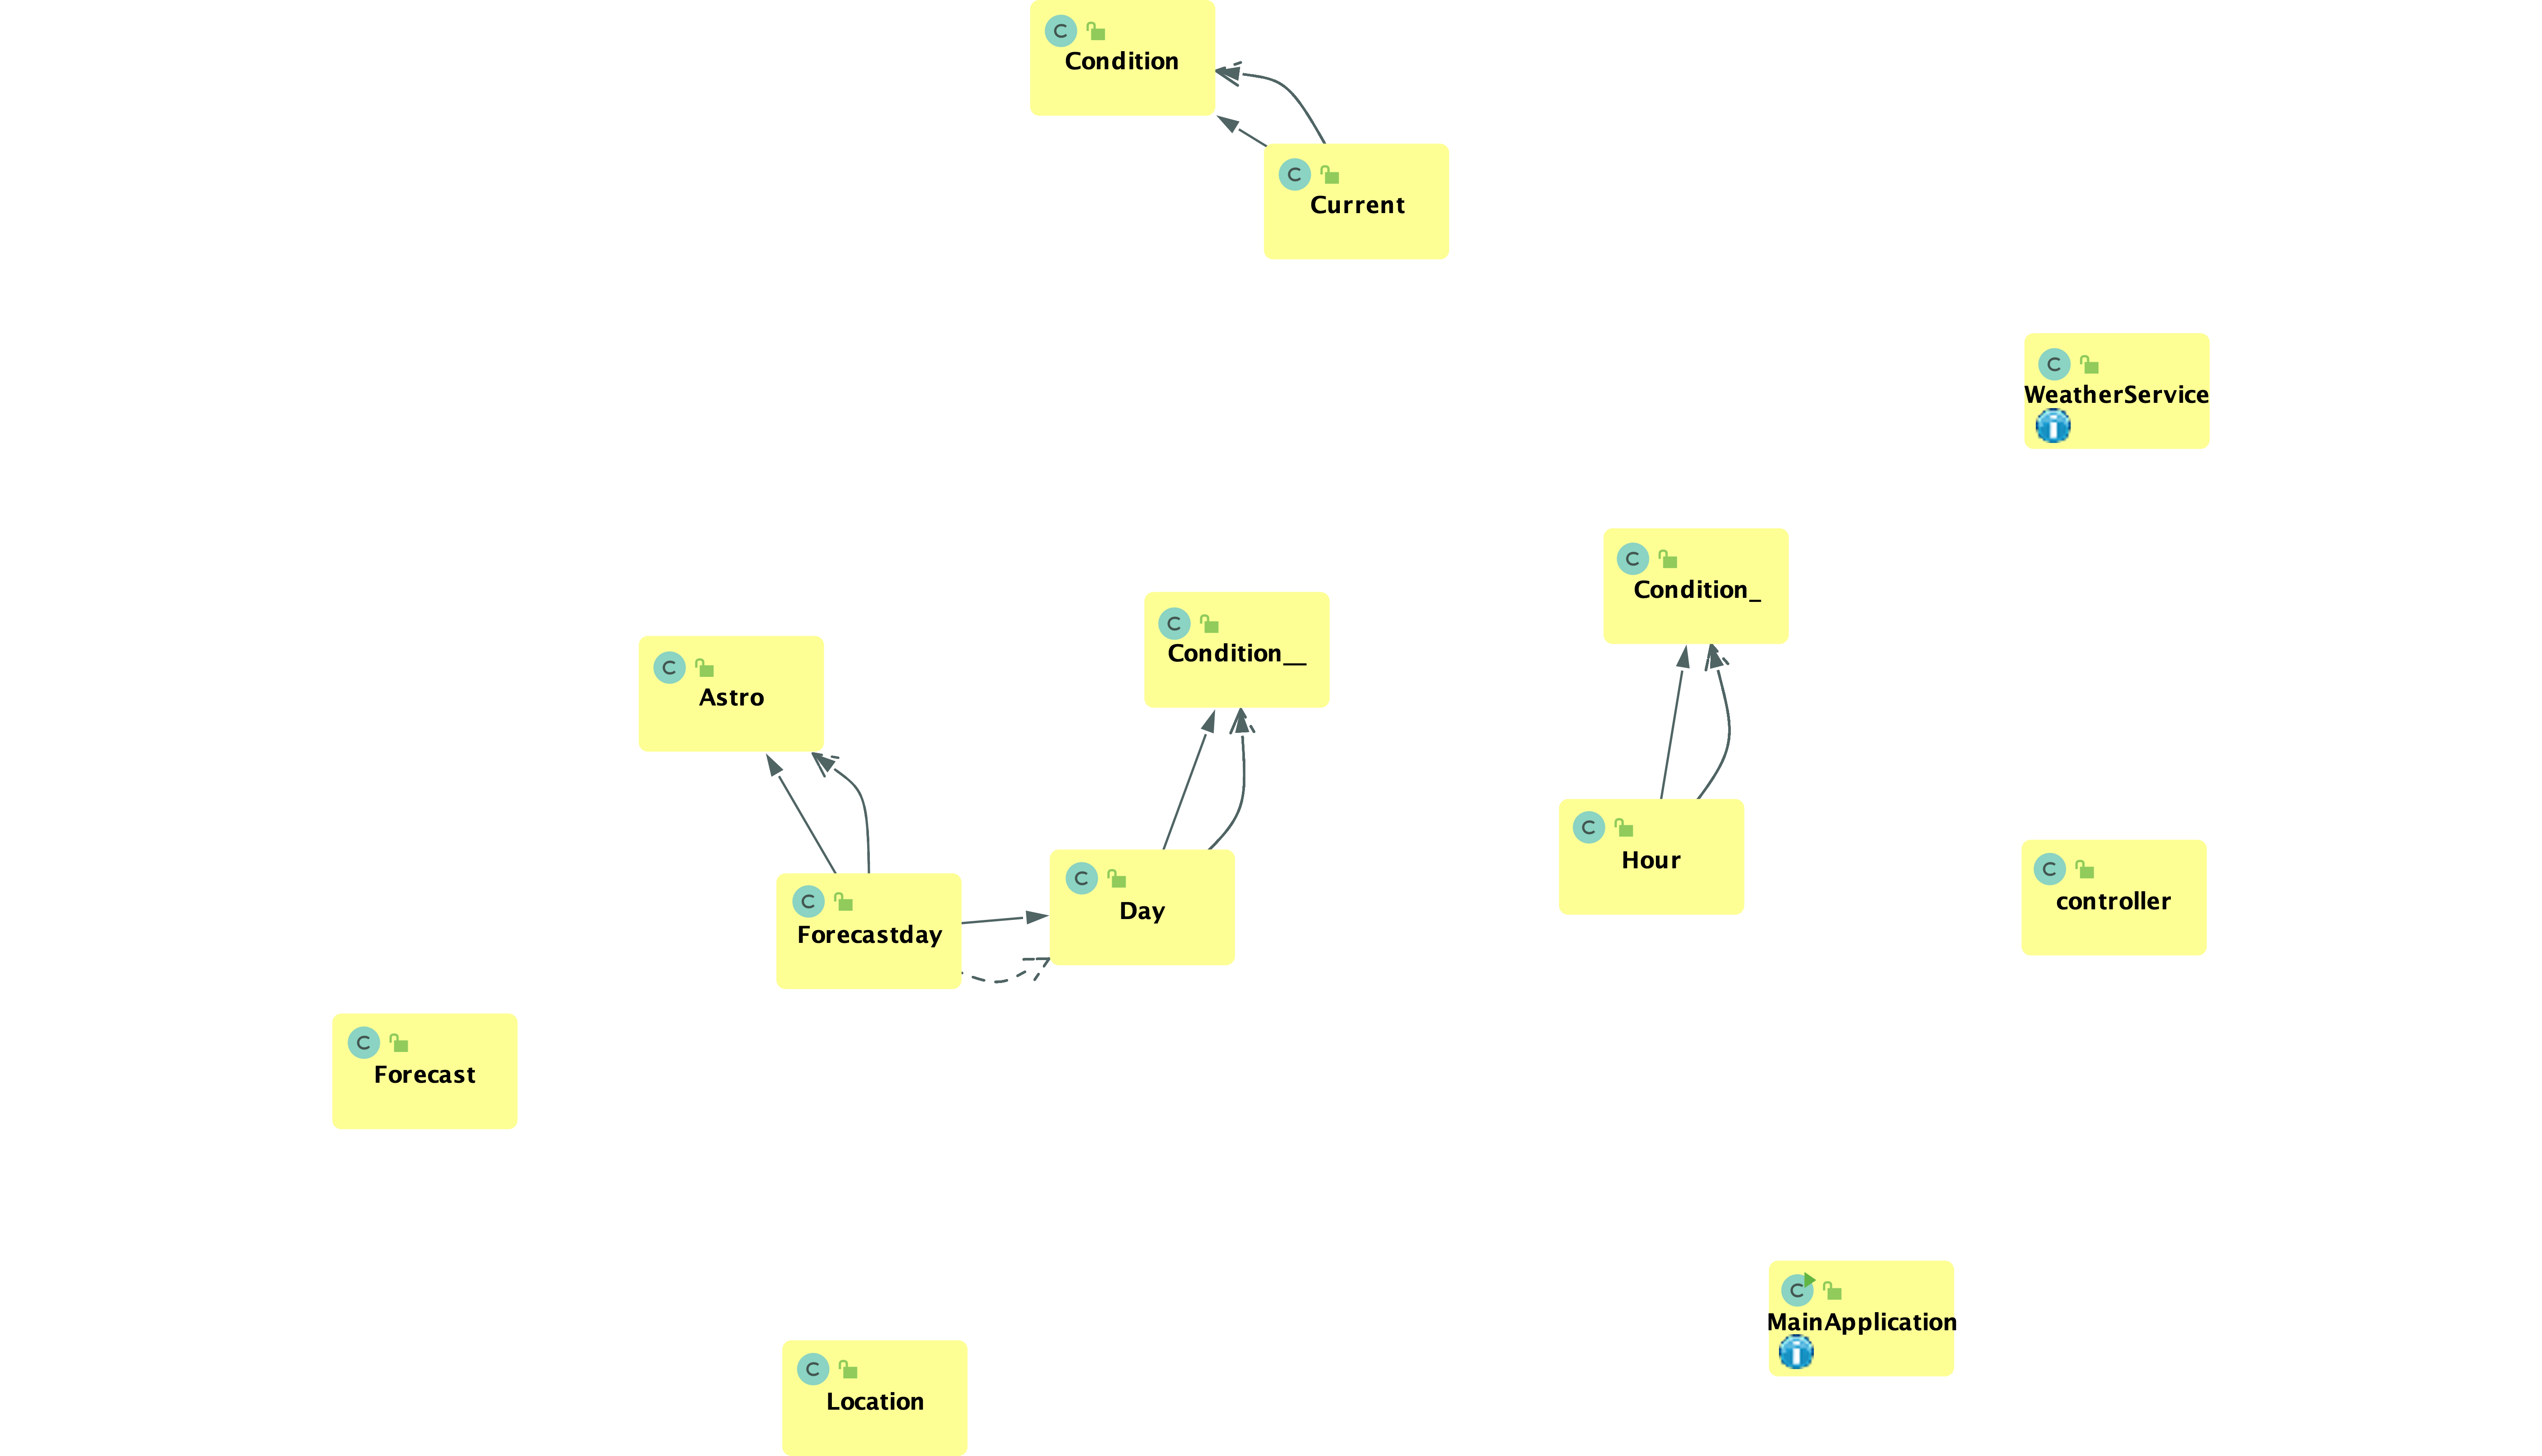 C
Condition
C
Current
C
WeatherService
C
Condition_
C
Condition__
C
Astro
C
Hour
C
Day
C
controller
C
Forecastday
C
Forecast
C
MainApplication
C
Location